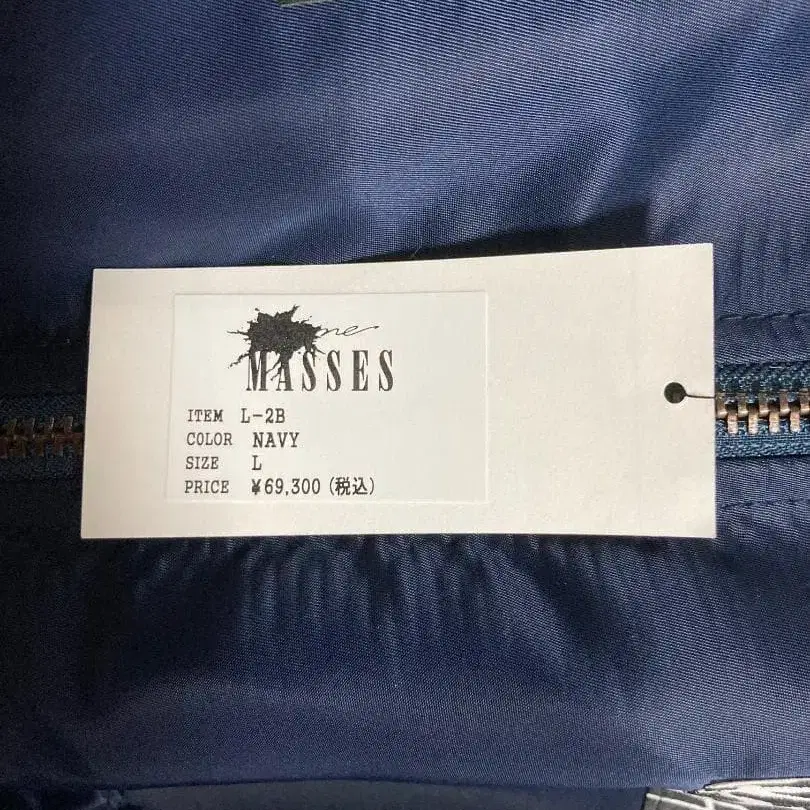 MASSES
ITEM L-2B
COLOR NAVY
SIZE L
PRICE ¥69,300(税込)